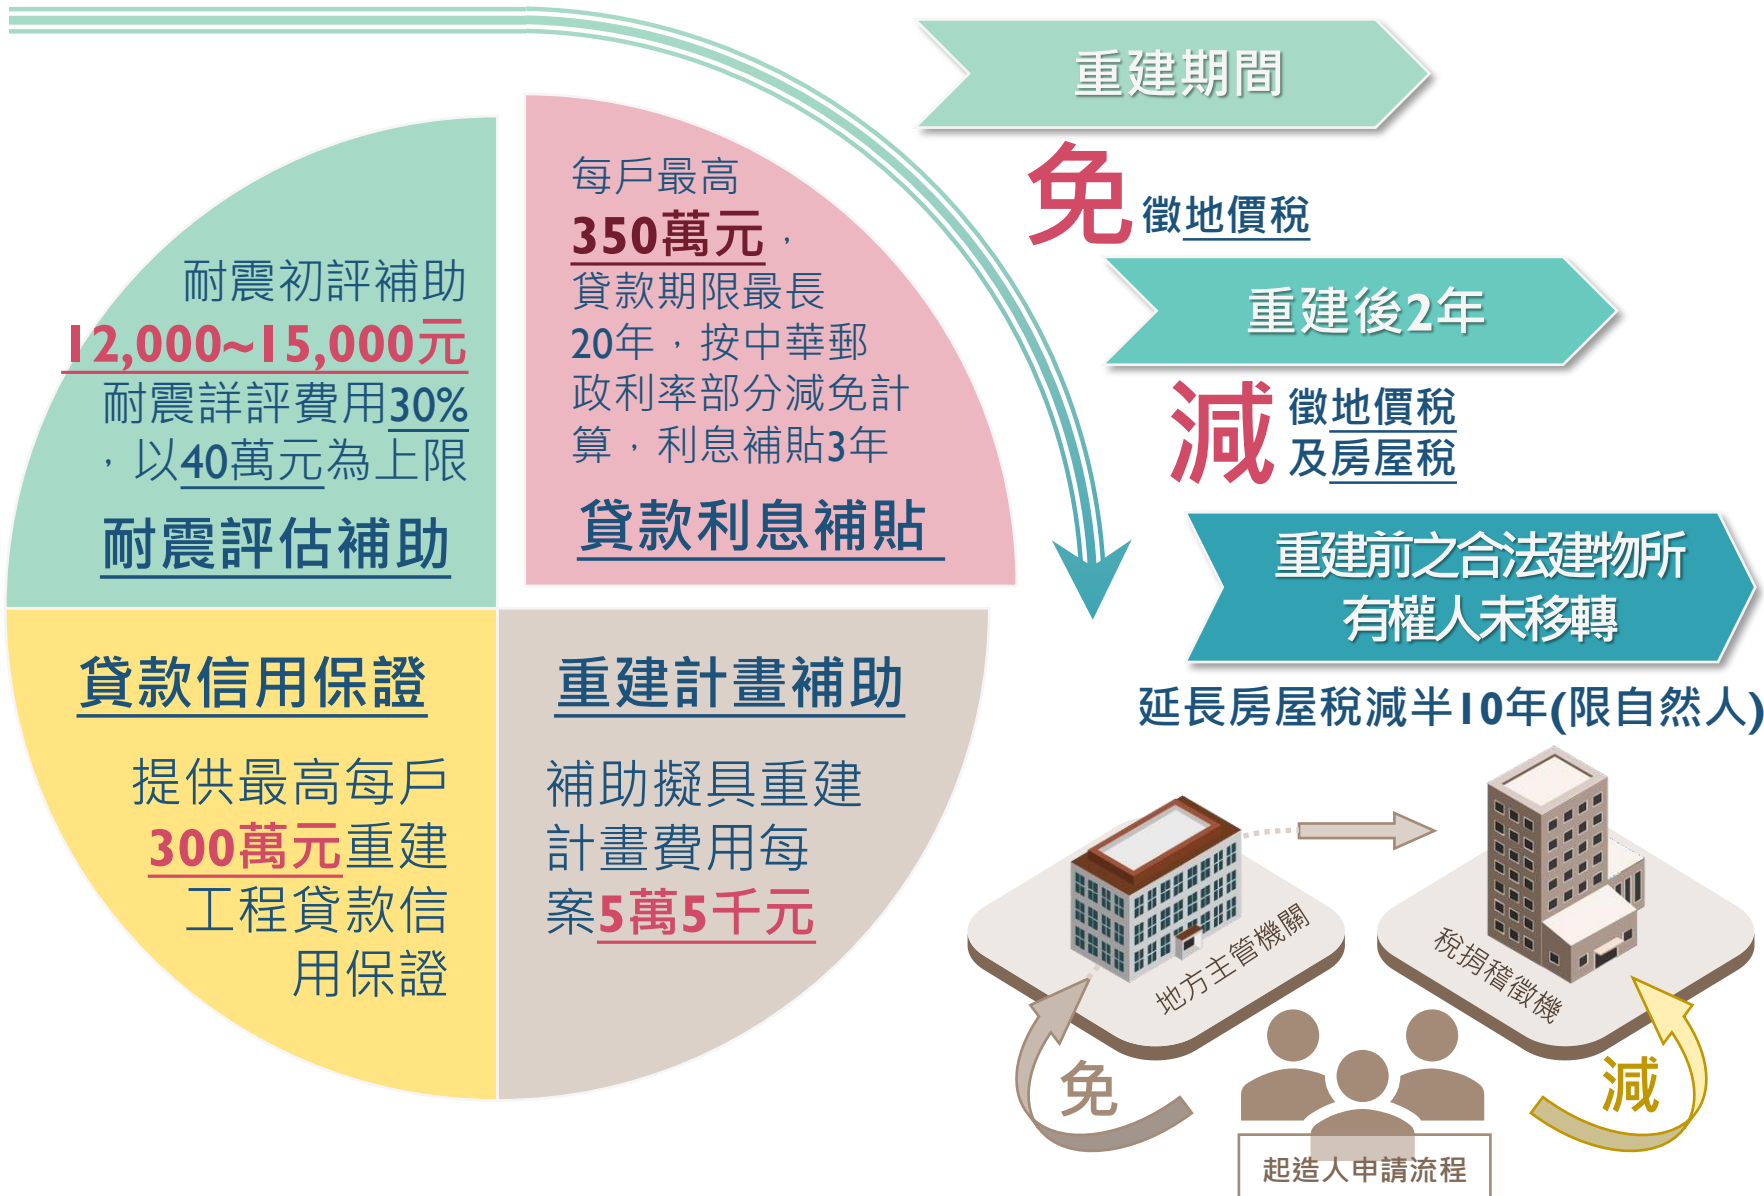 耐震初評補助
12,000~15,000元
耐震詳評費用30%
，以40萬元為上限
耐震評估補助
每戶最高
350萬元，
貸款期限最長
20年，按中華郵
政利率部分減免計
算，利息補貼3年
貸款利息補貼
貸款信用保證
提供最高每戶
300萬元重建
工程貸款信
用保證
重建計畫補助
補助擬具重建
計畫費用每
案5萬5千元
重建期間
免徵地價稅
重建後2年
減徵地價稅
及房屋稅
重建前之合法建物所
有權人未移轉
延長房屋稅減半10年(限自然人)
地方主管機關
稅捐稽徵機
免
減
起造人申請流程